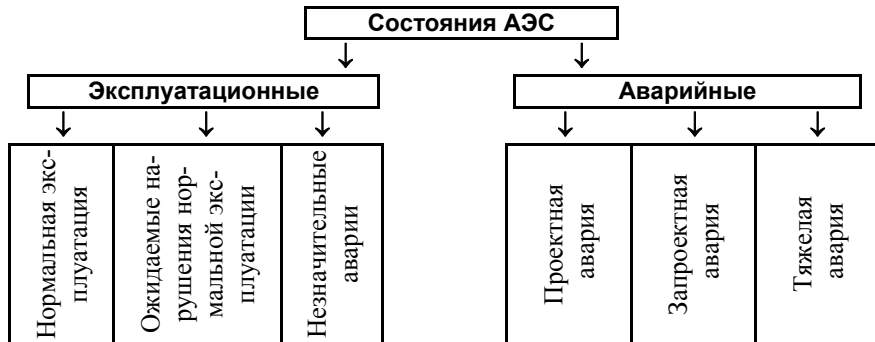 Состояния АЭС
Эксплуатационные
Аварийные
Нормальная экс-
плуатация
Ожидаемые на-
рушения нор-
мальной экс-
плуатации
Незначительные
аварии
Проектная
авария
Запроектная
авария
Тяжелая
авария